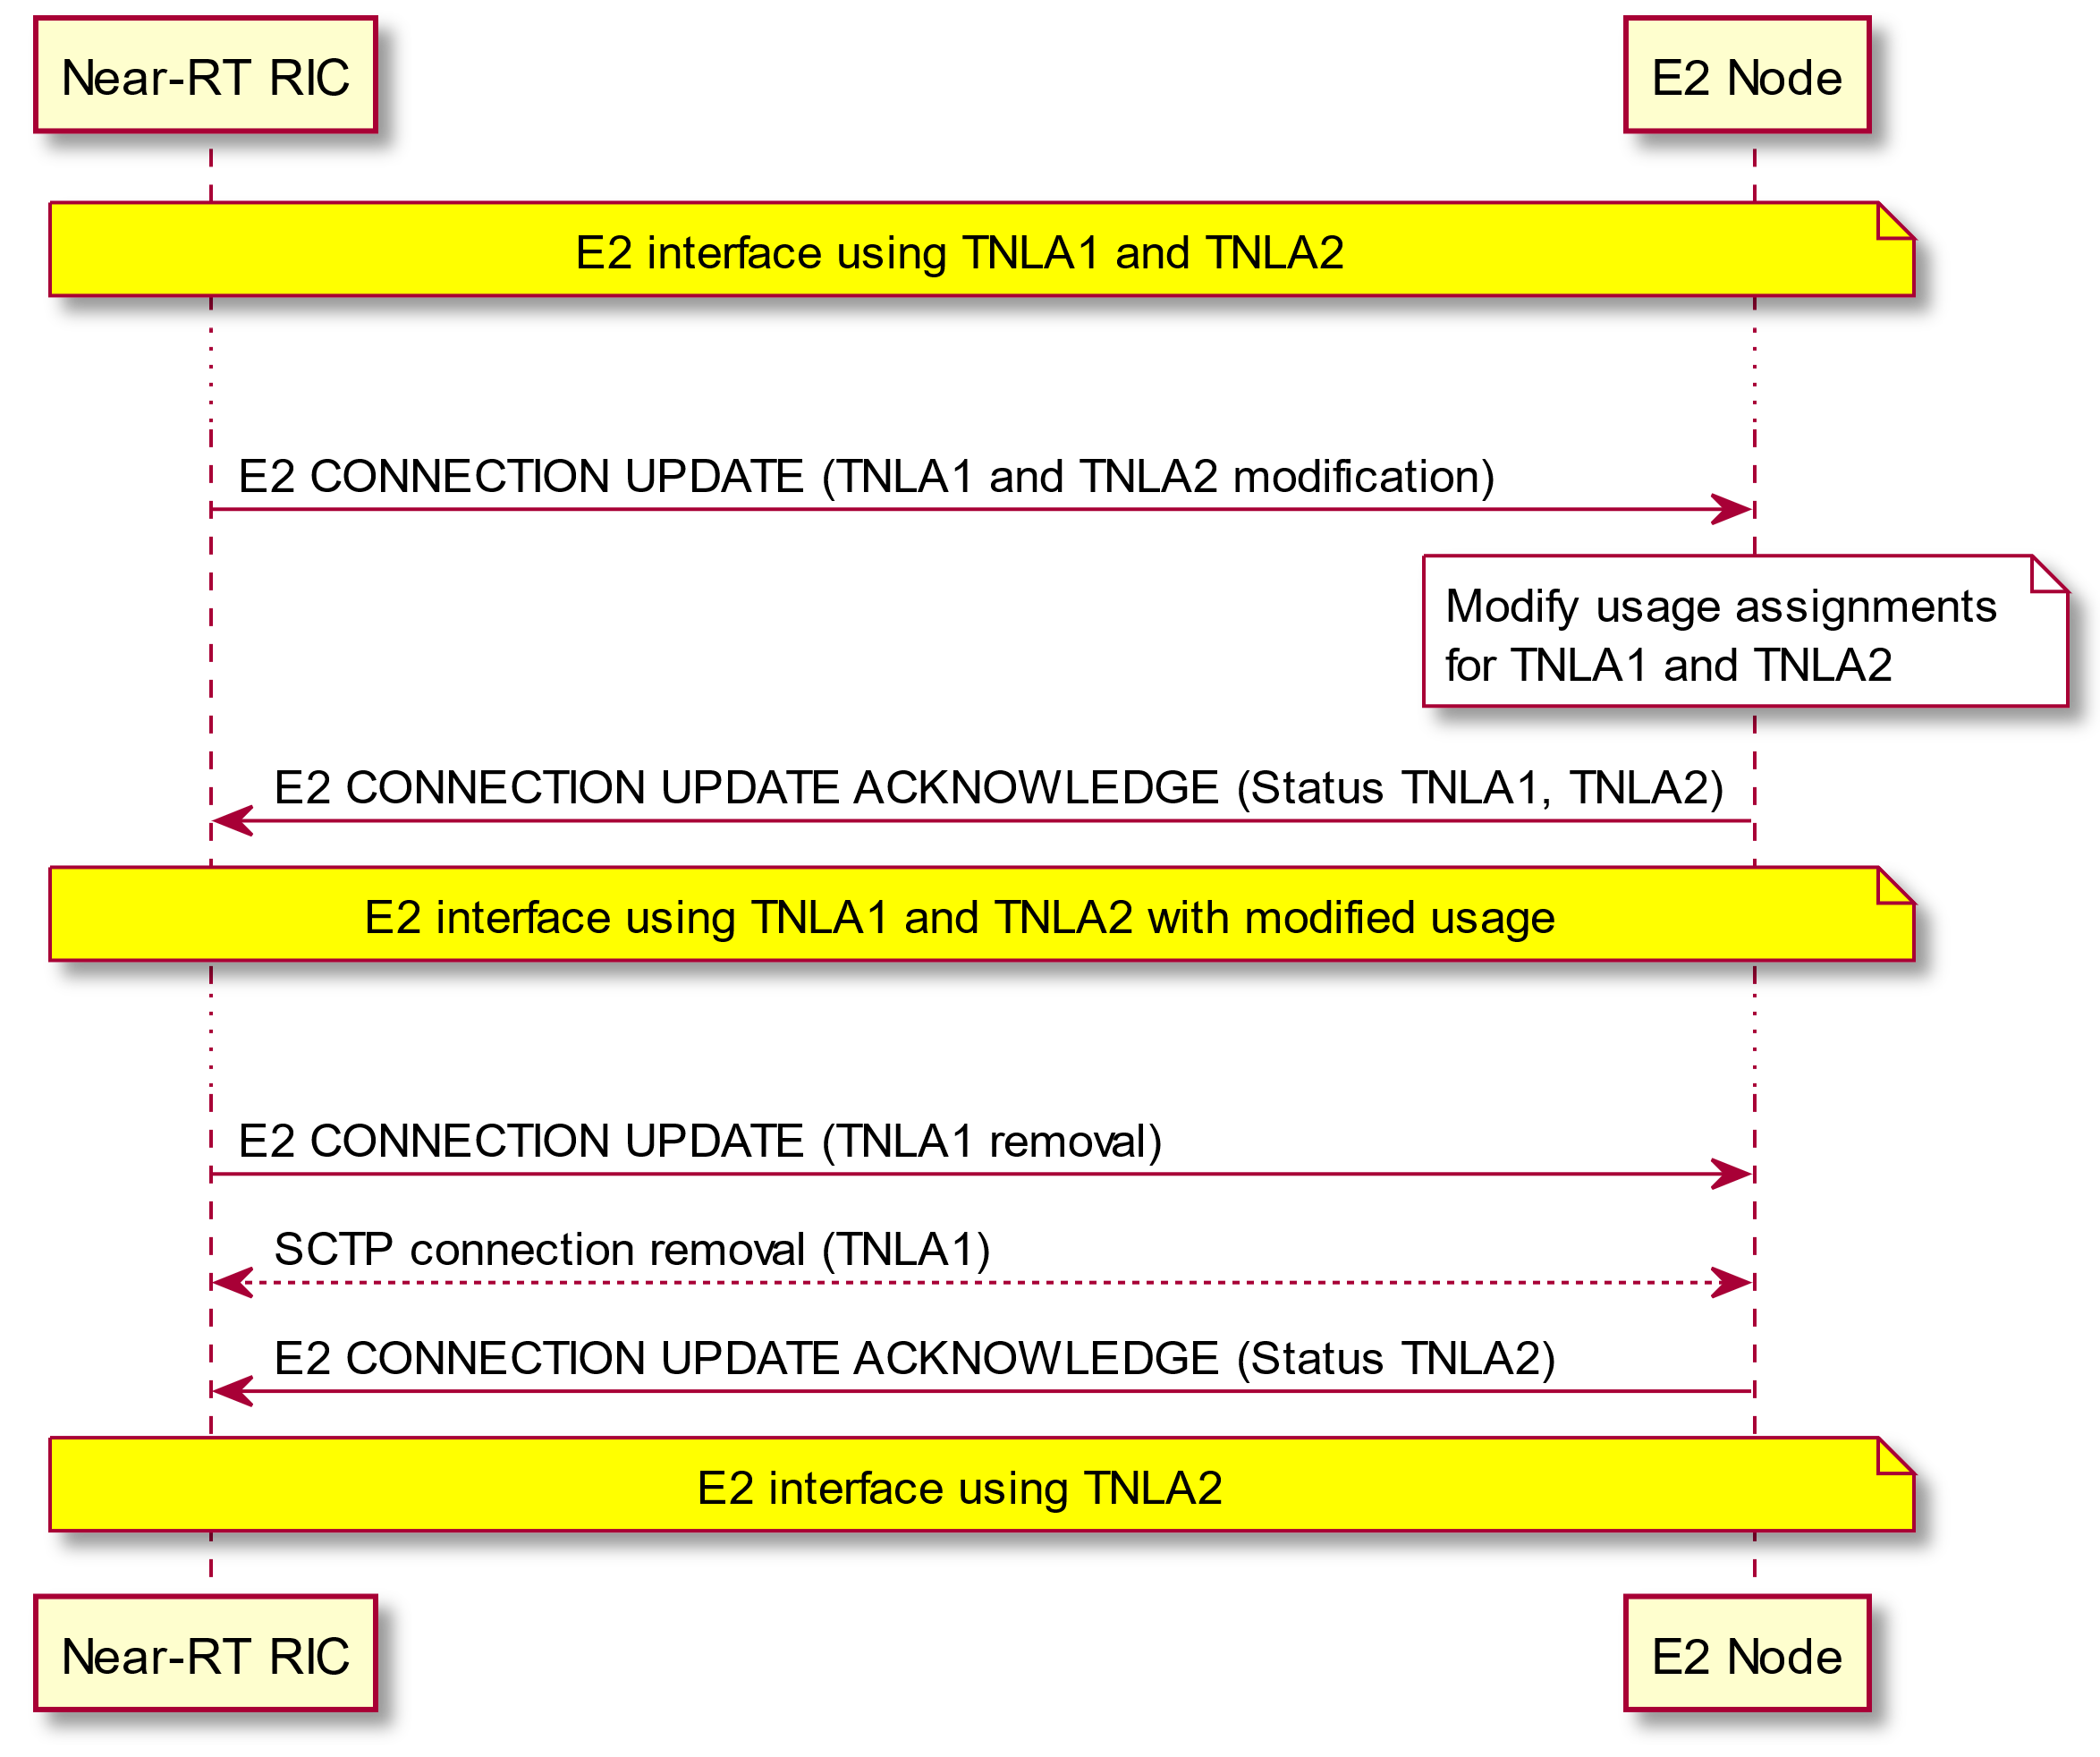 Near-RT RIC
E2 Node
E2 interface using TNLA1 and TNLA2
E2 CONNECTION UPDATE (TNLA1 and TNLA2 modification)
Modify usage assignments
for TNLA1 and TNLA2
E2 CONNECTION UPDATE ACKNOWLEDGE (Status TNLA1, TNLA2)
E2 interface using TNLA1 and TNLA2 with modified usage
E2 CONNECTION UPDATE (TNLA1 removal)
SCTP connection removal (TNLA1)
E2 CONNECTION UPDATE ACKNOWLEDGE (Status TNLA2)
E2 interface using TNLA2
Near-RT RIC
E2 Node